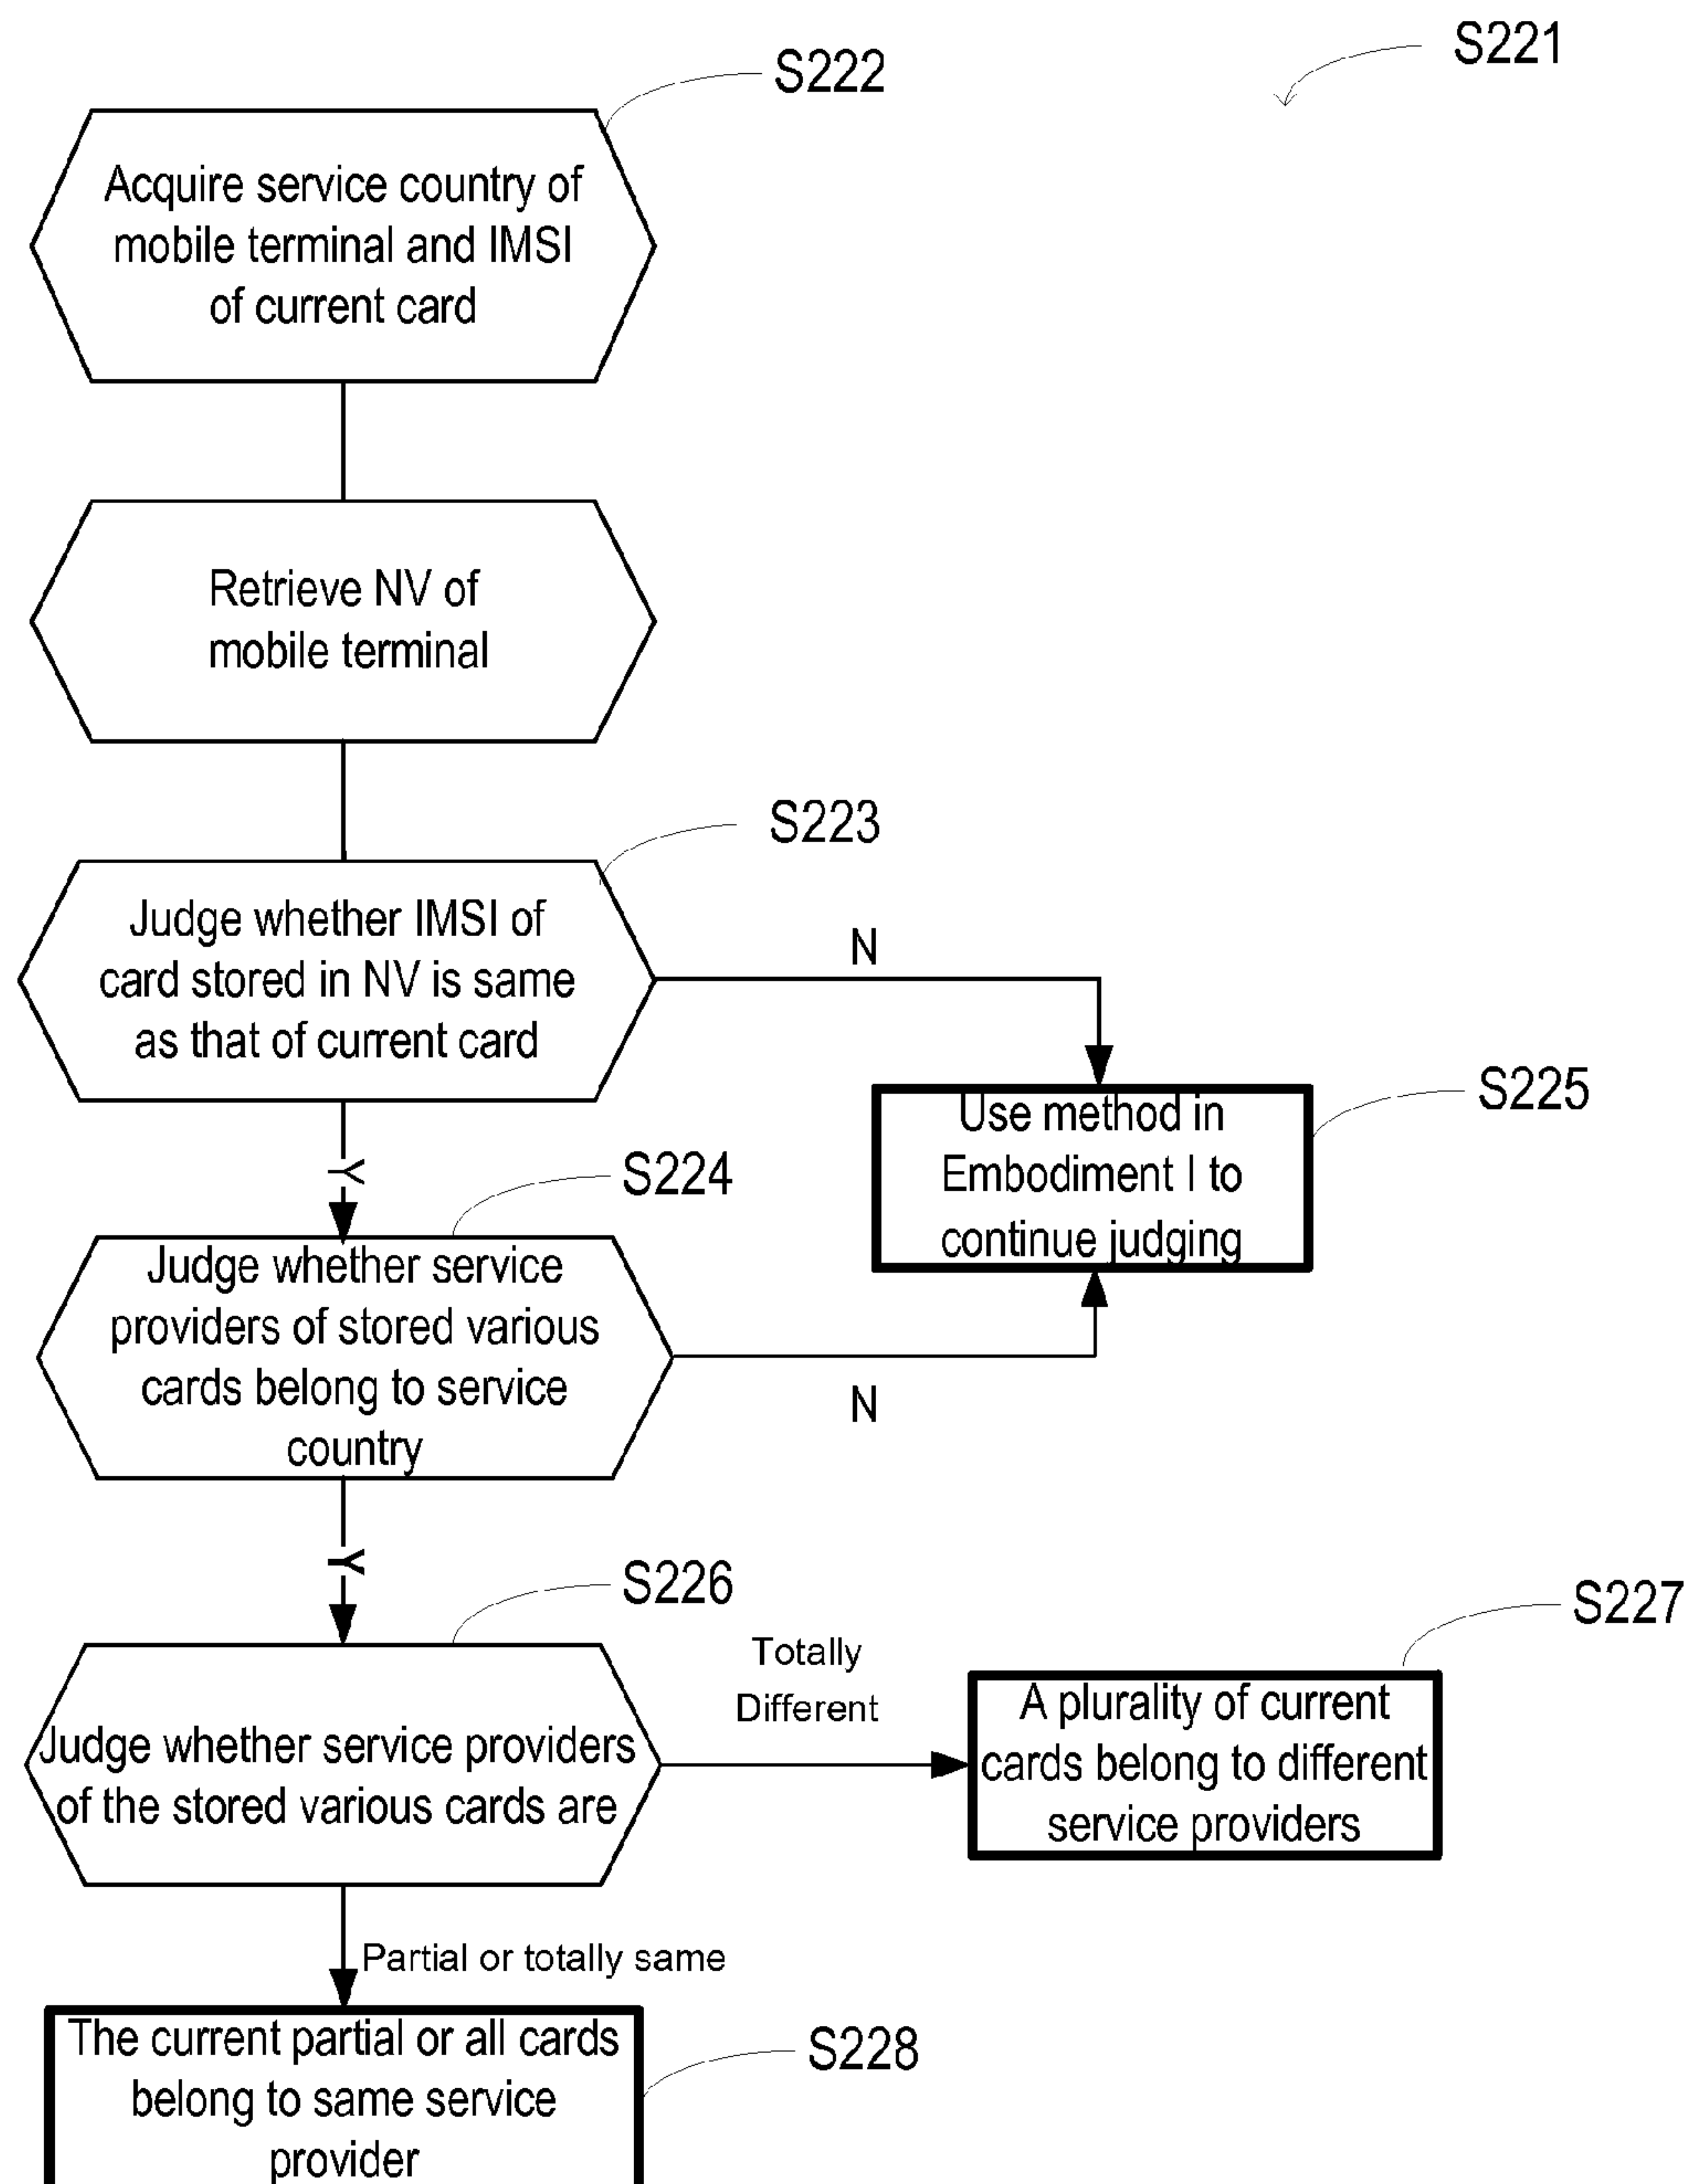 S221
S222
Acquire service country of
mobile terminal and IMSI
of current card
Retrieve NV of
mobile terminal
S223
Judge whether IMSI of
card stored in NV is same
as that of current card
N
S225
Use method in
Embodiment I to
continue judging
Y
S224
Judge whether service
providers of stored various
cards belong to service
country
N
Y
S226
Judge whether service providers
of the stored various cards are
Totally
Different
S227
A plurality of current
cards belong to different
service providers
Partial or totally same
S228
The current partial or all cards
belong to same service
provider